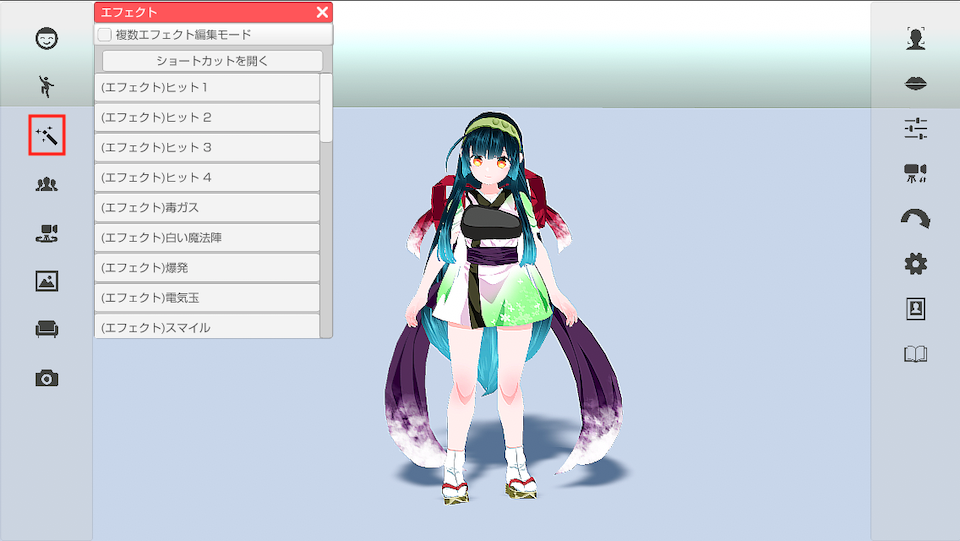 エフェクト
複数エフェクト編集モード
ショートカットを開く
(エフェクト)ヒット1
(エフェクト)ヒット2
(エフェクト)ヒット3
(エフェクト)ヒット4
(エフェクト)毒ガス
(エフェクト)白い魔法陣
(エフェクト)爆発
(エフェクト)電気玉
(エフェクト)スマイル